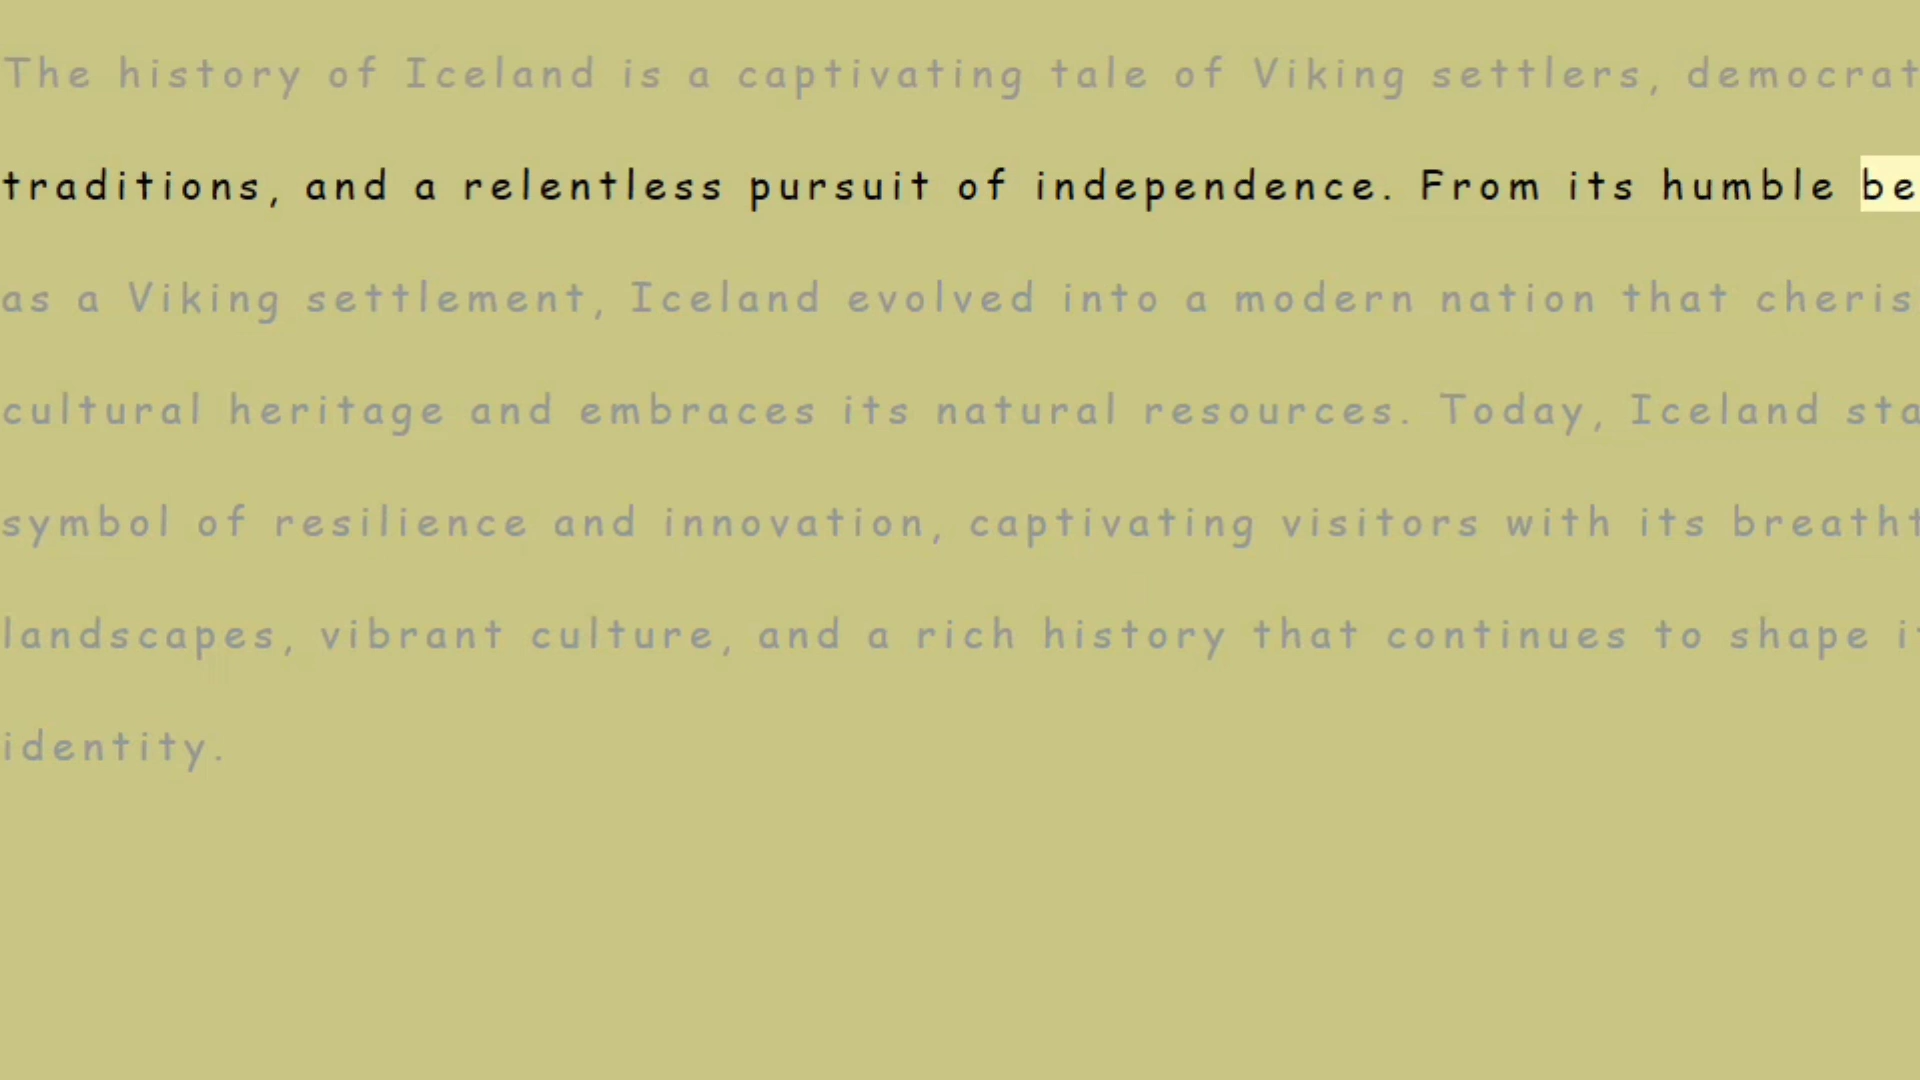 The history of Iceland is a captivating tale of Viking settlers, democrat
traditions, and a relentless pursuit of independence. From its humble be
as a Viking settlement, Iceland evolved into a modern nation that cheris
cultural heritage and embraces its natural resources. Today, Iceland sta
symbol of resilience and innovation, captivating visitors with its breatht
landscapes, vibrant culture, and a rich history that continues to shape it
identity.